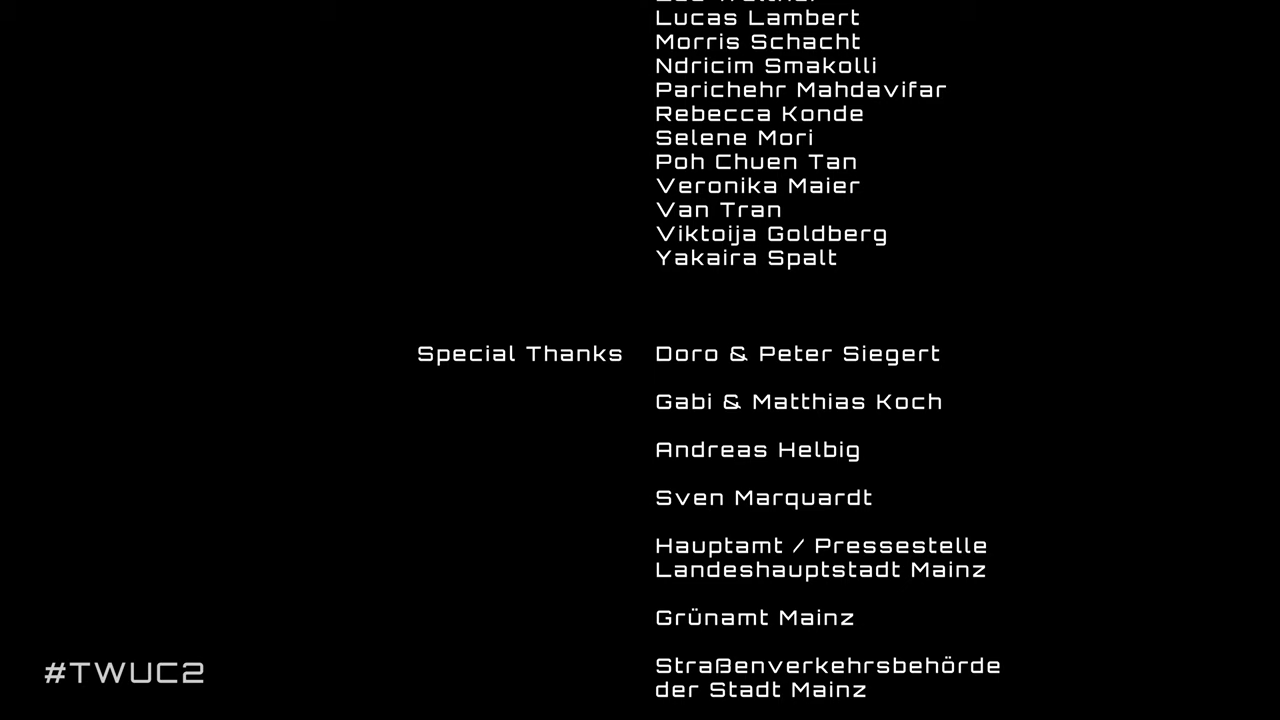 Lucas Lambert
Morris Schacht
Ndricim Smakolli
Parichehr Mahdavifar
Rebecca Konde
Selene Mori
Poh Chuen Tan
Veronika Maier
Van Tran
Viktoija Goldberg
Yakaira Spalt
Special Thanks Doro & Peter Siegert
Gabi & Matthias Koch
Andreas Helbig
Sven Marquardt
Hauptamt / Pressestelle
Landeshauptstadt Mainz
Grünamt Mainz
Straßenverkehrsbehörde
der Stadt Mainz
#TWUC2